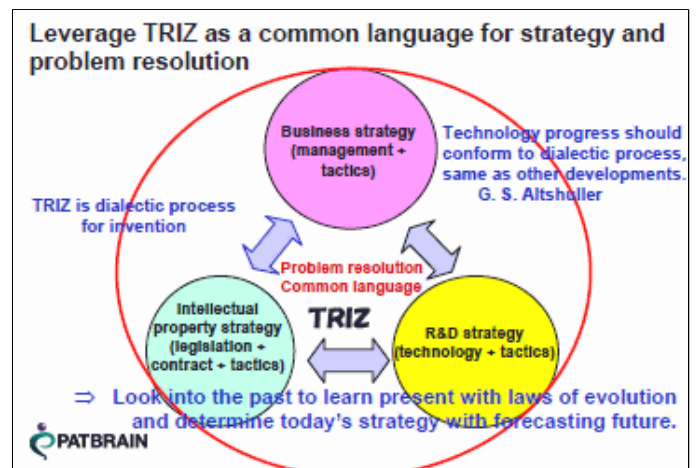 Leverage TRIZ as a common language for strategy and
problem resolution
Business strategy
(management +
tactics)
Technology progress should
conform to dialectic process,
same as other developments.
G. S. Altshuller
TRIZ is dialectic process
for invention
Problem resolution
Common language
TRIZ
Intellectual
property strategy
(legislation +
contract + tactics)
R&D strategy
(technology + tactics)
⇒ Look into the past to learn present with laws of evolution
and determine today's strategy with forecasting future.
PATBRAIN